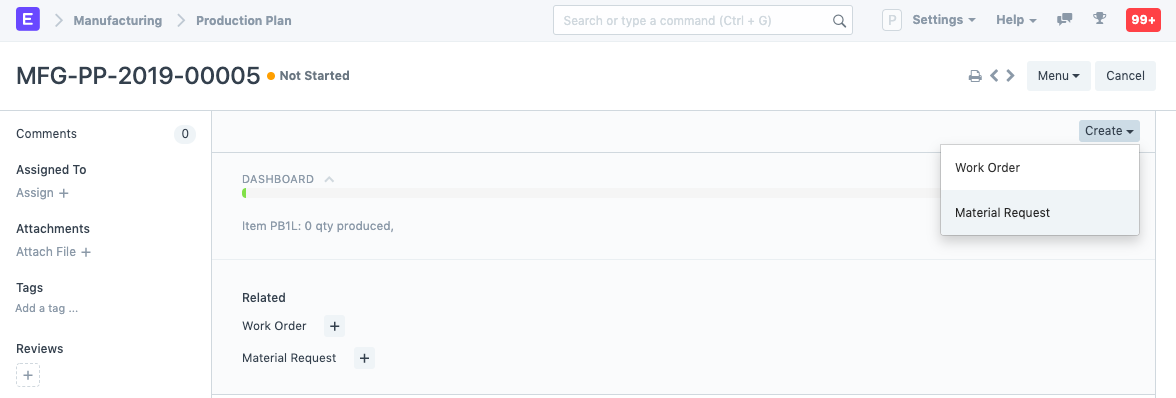 E Manufacturing Production Plan Search or type a command (Ctrl + G) P Settings Help 99+
MFG-PP-2019-00005 Not Started Menu Cancel
Comments 0
Create
Work Order
Material Request
Assigned To
Assign +
Attachments
Attach File +
Tags
Add a tag ...
Reviews
+
DASHBOARD
Item PB1L: 0 qty produced,
Related
Work Order +
Material Request +